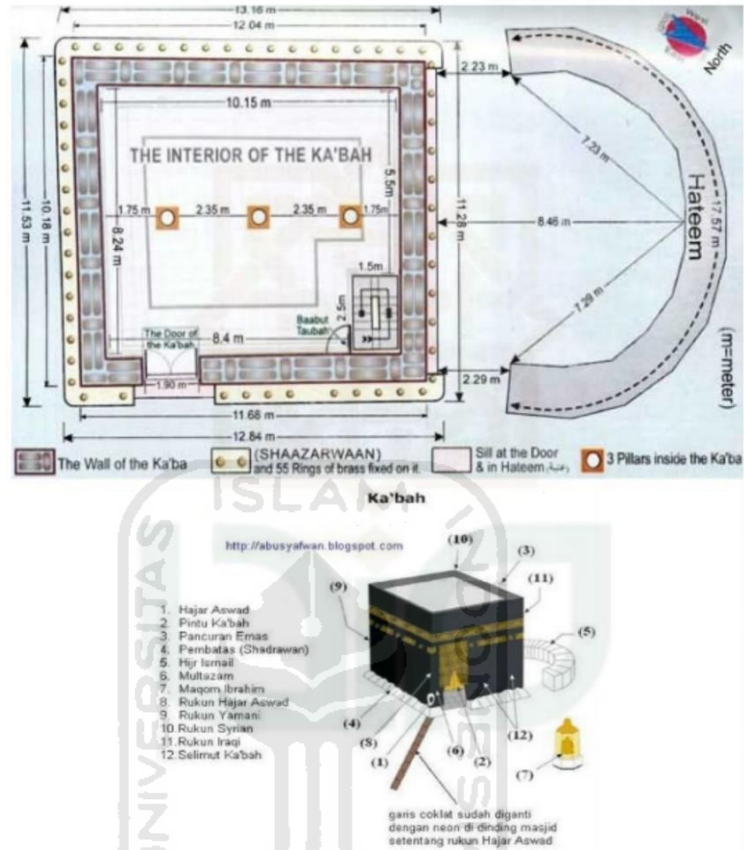 13.16 m
12.04 m
2.23 m
West
North
10.15 m
THE INTERIOR OF THE KA'BAH
7.23 m
5.5m
11.53 m
10.18 m
1.75 m
2.35 m
2.35 m
1.75m
8.24 m
11.28 m
8.46 m
Hateem
17.57 m
1.5m
2.5m
Baabut
Taubah
7.29 m
The Door of
the Ka'bah
8.4 m
1.90 m
2.29 m
(m=meter)
11.68 m
12.84 m
The Wall of the Ka'ba
(SHAAZARWAAN)
and 55 Rings of brass fixed on it.
Sill at the Door
& in Hateem
3 Pillars inside the Ka'ba
ISLAM
UNIVERSITAS
Ka'bah
http://abusyafwan.blogspot.com
1. Hajar Aswad
2. Pintu Ka'bah
3. Pancuran Emas
4. Pembatas (Shadrawan)
5. Hijr Ismail
6. Multazam
7. Maqom Ibrahim
8. Rukun Hajar Aswad
9. Rukun Yamani
10. Rukun Syrian
11. Rukun Iraqi
12. Selimut Ka'bah
(10)
(3)
(11)
(9)
(5)
(4)
(8)
(1)
(6)
(2)
(12)
(7)
garis coklat sudah diganti
dengan neon di dinding masjid
setentang rukun Hajar Aswad